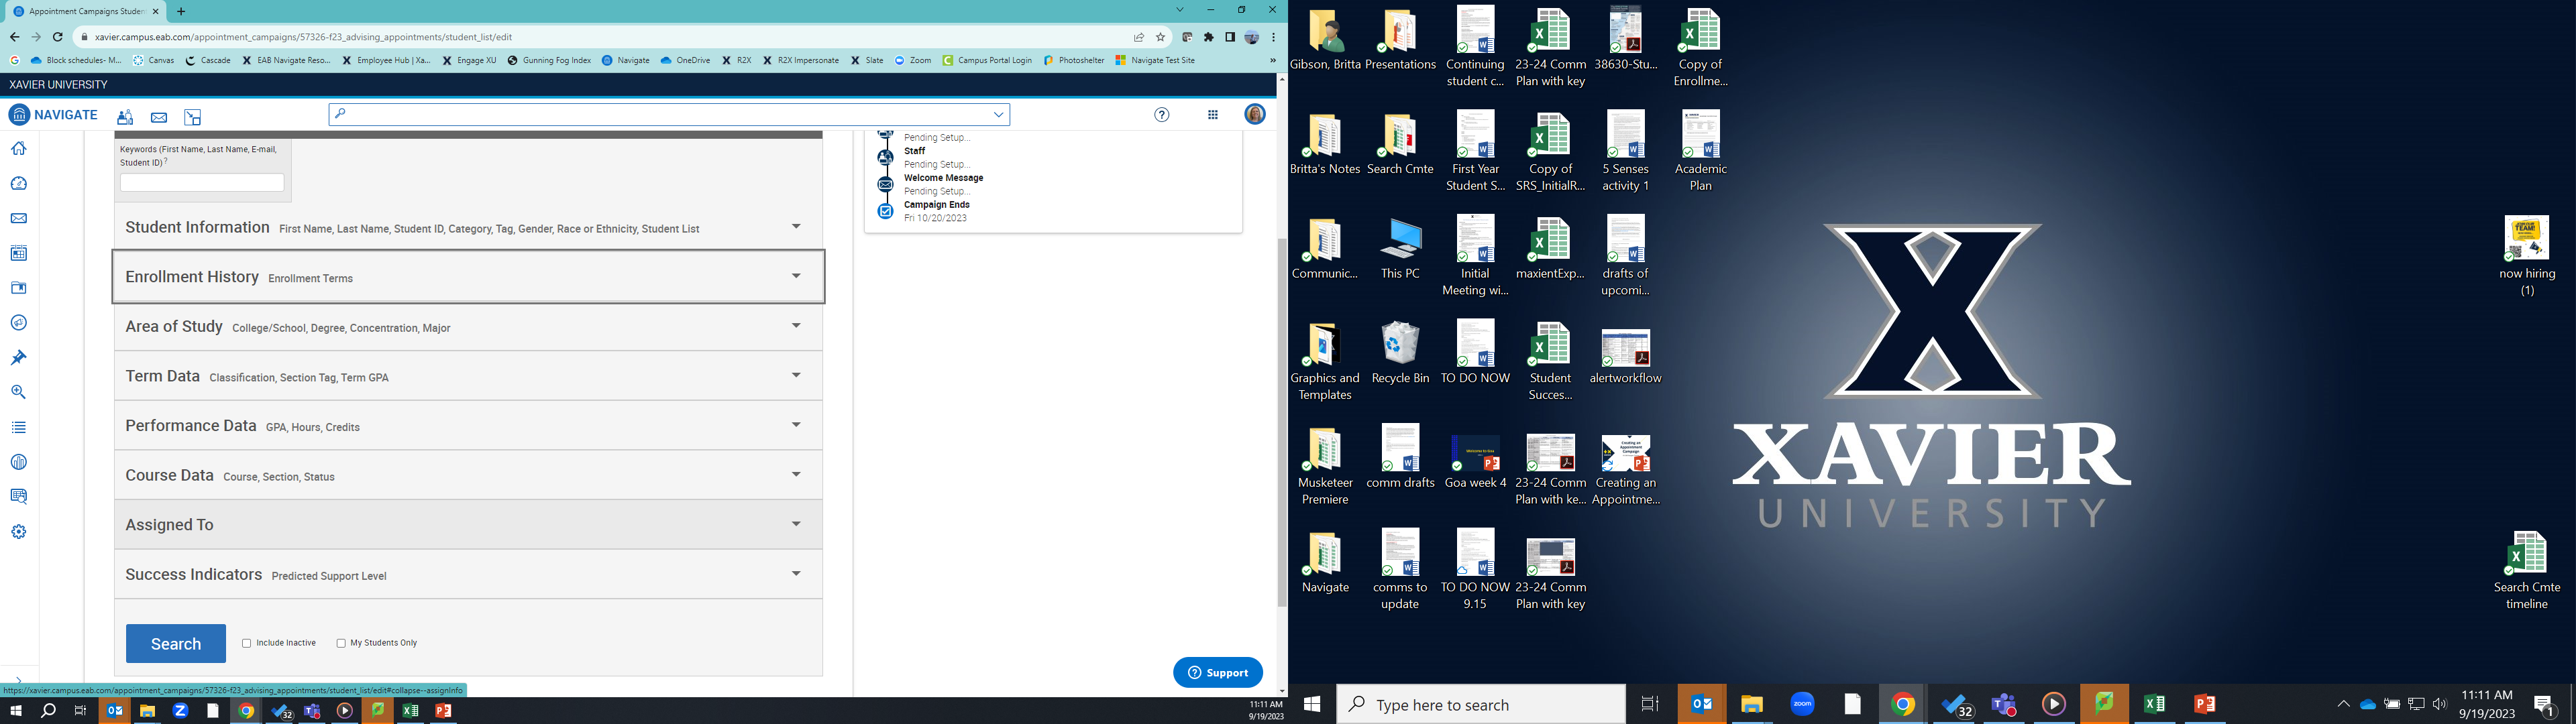 Appointment Campaigns Studen
xavier.campus.eab.com/appointment_campaigns/57326-f23_advising_appointments/student_list/edit
Block schedules- M...
Canvas
Cascade
EAB Navigate Reso...
Employee Hub | Xa...
Engage XU
Gunning Fog Index
Navigate
OneDrive
R2X
R2X Impersonate
Slate
Zoom
Campus Portal Login
Photoshelter
Navigate Test Site
XAVIER UNIVERSITY
NAVIGATE
Keywords (First Name, Last Name, E-mail,
Student ID)?
Student Information First Name, Last Name, Student ID, Category, Tag, Gender, Race or Ethnicity, Student List
Enrollment History Enrollment Terms
Area of Study College/School, Degree, Concentration, Major
Term Data Classification, Section Tag, Term GPA
Performance Data GPA, Hours, Credits
Course Data Course, Section, Status
Assigned To
Success Indicators Predicted Support Level
Search
Include Inactive
My Students Only
Pending Setup...
Staff
Pending Setup...
Welcome Message
Pending Setup...
Campaign Ends
Fri 10/20/2023
Support
https://xavier.campus.eab.com/appointment_campaigns/57326-f23_advising_appointments/student_list/edit#collapse--assignInfo
32
11:11 AM
9/19/2023
Gibson, Britta
Presentations
Continuing
student c...
23-24 Comm
Plan with key
38630-Stu...
Copy of
Enrollme...
Britta's Notes
Search Cmte
First Year
Student S...
Copy of
SRS_InitialR...
5 Senses
activity 1
Academic
Plan
Communic...
This PC
Initial
Meeting wi...
maxientExp...
drafts of
upcomi...
Graphics and
Templates
Recycle Bin
TO DO NOW
Student
Succes...
alertworkflow
Musketeer
Premiere
comm drafts
Goa week 4
23-24 Comm
Plan with ke...
Creating an
Appointme...
Navigate
comms to
update
TO DO NOW
9.15
23-24 Comm
Plan with key
XAVIER
UNIVERSITY
TEAM!
now hiring
(1)
Search Cmte
timeline
Type here to search
zoom
32
11:11 AM
9/19/2023
1